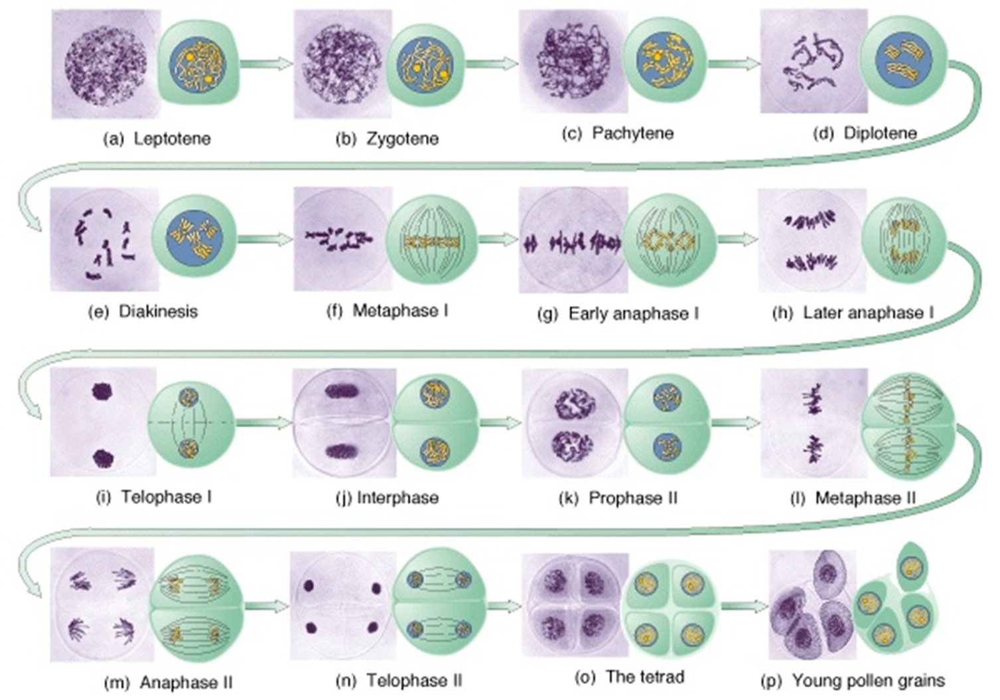 (a) Leptotene
(b) Zygotene
(c) Pachytene
(d) Diplotene
(e) Diakinesis
(f) Metaphase I
(g) Early anaphase I
(h) Later anaphase I
(i) Telophase I
(j) Interphase
(k) Prophase II
(l) Metaphase II
(m) Anaphase II
(n) Telophase II
(o) The tetrad
(p) Young pollen grains